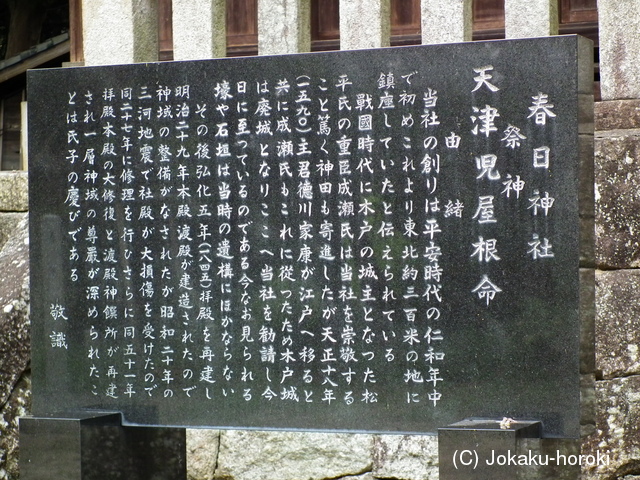 春日神社
祭神
天津児屋根命
由緒
当社の創りは平安時代の仁和年中
で初めこれより東北約三百米の地に
鎮座していたと伝えられている
戦國時代に木戸の城主となった松
平氏の重臣成瀬氏は当社を崇敬する
こと篤く神田も寄進したが天正十八年
(一五九〇)主君徳川家康が江戸へ移ると
共に成瀬氏もこれに從ったため木戸城
は廃城となりここへ当社を勧請し今
日に至っているのである今なお見られる
壕や石垣は当時の遺構にほかならない
その後弘化五年(一八四五)拝殿を再建し
明治二十九年本殿渡殿が建造されたので
神域の整備がなされたが昭和二十年の
三河地震で社殿が大損傷を受けたので
同二十七年に修理を行ひさらに同五十一年
拝殿本殿の大修復と渡殿神饌所が再建
され一層神域の尊厳が深められたこ
とは氏子の慶びである
敬識
(C) Jokaku-horoki